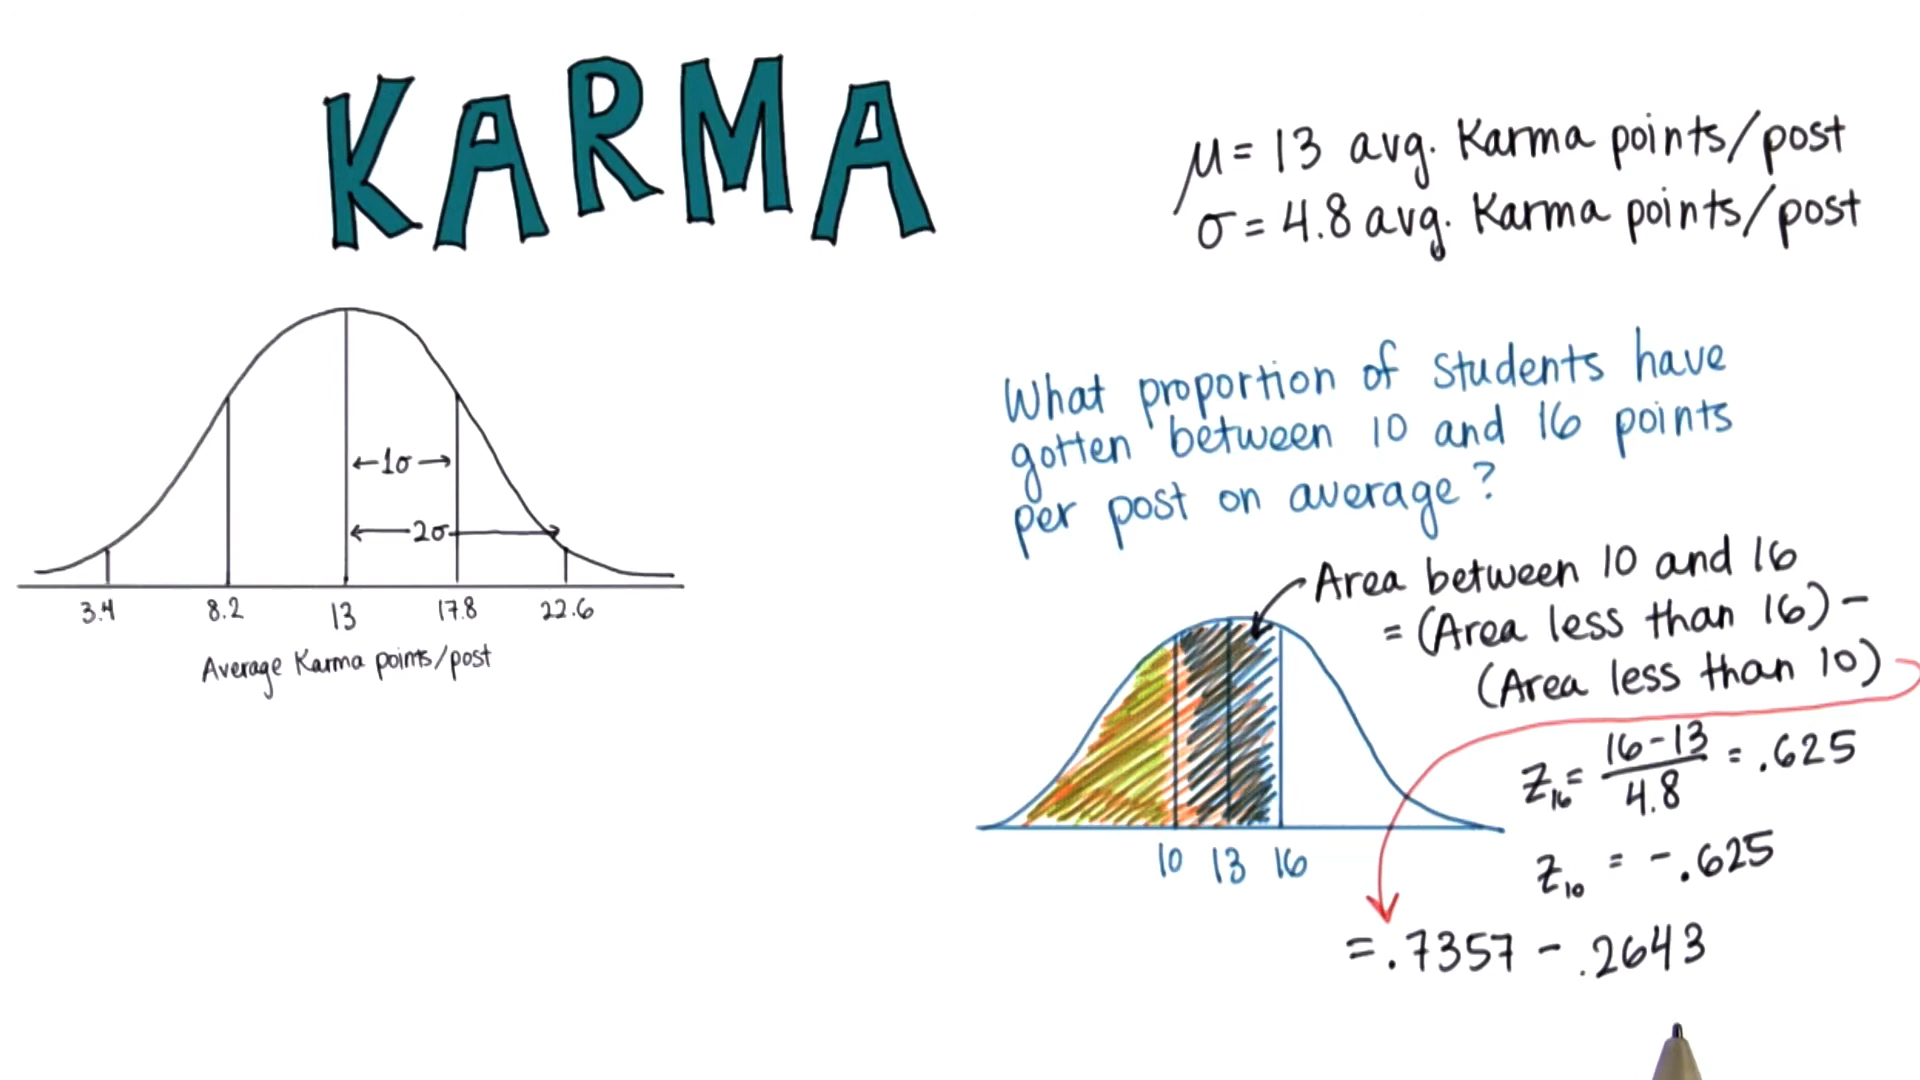 KARMA
μ = 13 avg. Karma points/post
σ = 4.8 avg. Karma points/post
←1σ→
←2σ→
3.4 8.2 13 17.8 22.6
Average Karma points/post
What proportion of students have
gotten between 10 and 16 points
per post on average?
Area between 10 and 16
= (Area less than 16) -
(Area less than 10)
10 13 16
Z₁₆ = 16-13/4.8 = .625
Z₁₀ = -.625
= .7357 - .2643